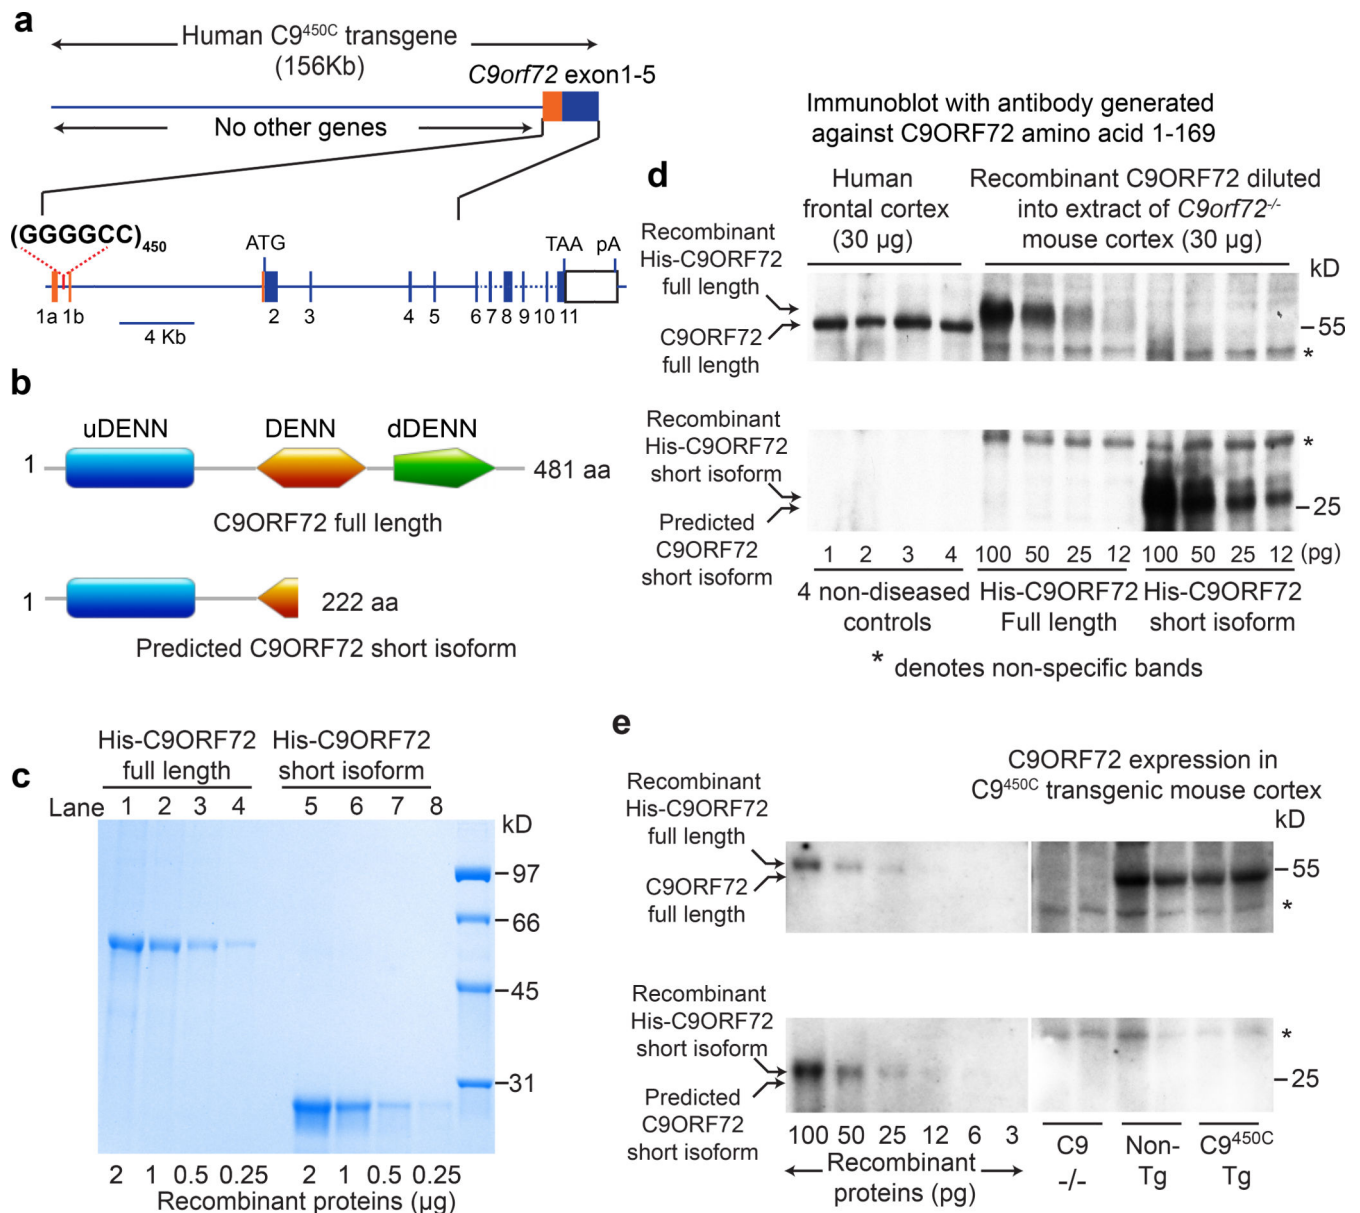 a
Human C9450C transgene
(156Kb)
C9orf72 exon1-5
No other genes
(GGGGCC)450
ATG
TAA pA
1a 1b 2 3 4 5 6 7 8 9 10 11
4 Kb
b
uDENN DENN dDENN
1 481 aa
C9ORF72 full length
1 222 aa
Predicted C9ORF72 short isoform
c
His-C9ORF72 His-C9ORF72
full length short isoform
Lane 1 2 3 4 5 6 7 8
kD
97
66
45
31
2 1 0.5 0.25 2 1 0.5 0.25
Recombinant proteins (µg)
Immunoblot with antibody generated
against C9ORF72 amino acid 1-169
d
Human
frontal cortex
(30 µg)
Recombinant C9ORF72 diluted
into extract of C9orf72-/-
mouse cortex (30 µg)
kD
Recombinant
His-C9ORF72
full length
C9ORF72
full length
55
*
Recombinant
His-C9ORF72
short isoform
Predicted
C9ORF72
short isoform
*
25
1 2 3 4 100 50 25 12 100 50 25 12 (pg)
4 non-diseased
controls
His-C9ORF72
Full length
His-C9ORF72
short isoform
* denotes non-specific bands
e
C9ORF72 expression in
C9450C transgenic mouse cortex
kD
Recombinant
His-C9ORF72
full length
C9ORF72
full length
55
*
Recombinant
His-C9ORF72
short isoform
Predicted
C9ORF72
short isoform
*
25
100 50 25 12 6 3
Recombinant
proteins (pg)
C9
-/-
Non-
Tg
C9450C
Tg